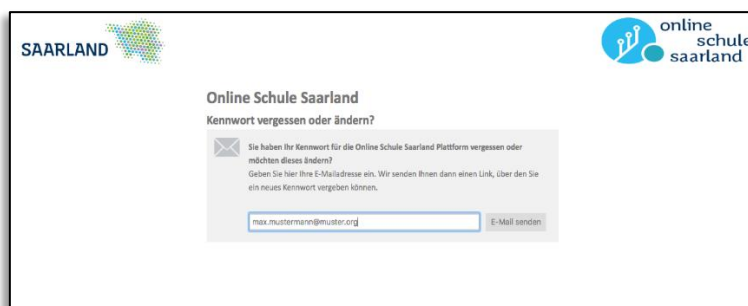 SAARLAND
online
schule
saarland
Online Schule Saarland
Kennwort vergessen oder ändern?
Sie haben Ihr Kennwort für die Online Schule Saarland Plattform vergessen oder
möchten dieses ändern?
Geben Sie hier Ihre E-Mailadresse ein. Wir senden Ihnen dann einen Link, über den Sie
ein neues Kennwort vergeben können.
max.mustermann@muster.org
E-Mail senden